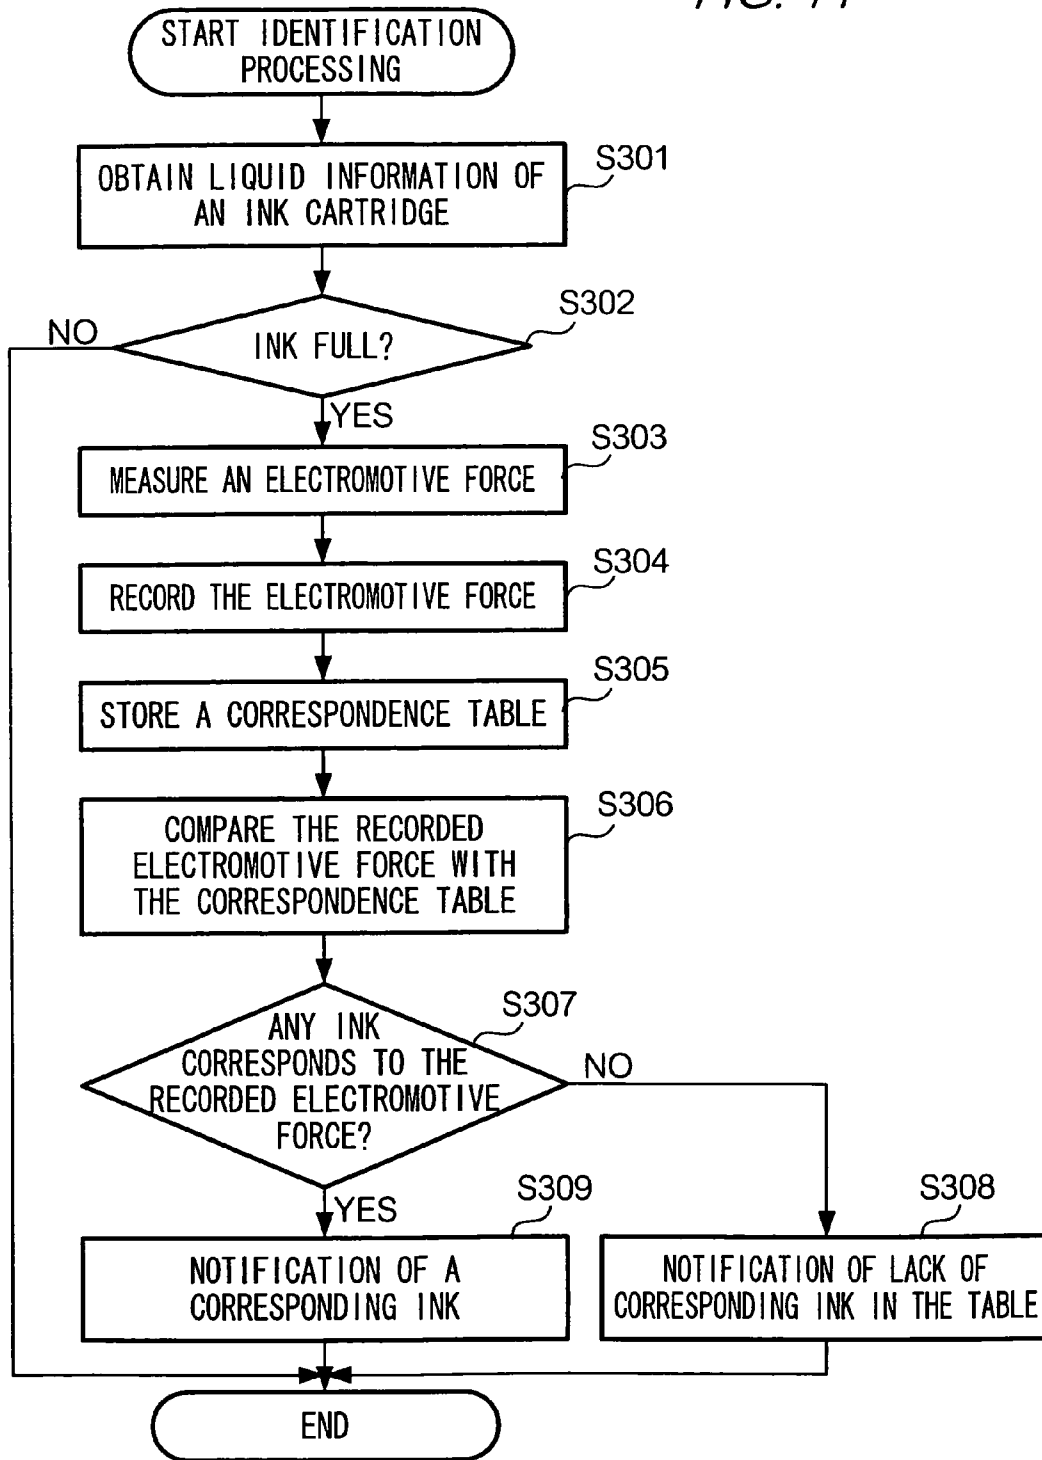 START IDENTIFICATION
PROCESSING
OBTAIN LIQUID INFORMATION OF
AN INK CARTRIDGE
S301
INK FULL?
S302
NO
YES
MEASURE AN ELECTROMOTIVE FORCE
S303
RECORD THE ELECTROMOTIVE FORCE
S304
STORE A CORRESPONDENCE TABLE
S305
COMPARE THE RECORDED
ELECTROMOTIVE FORCE WITH
THE CORRESPONDENCE TABLE
S306
ANY INK
CORRESPONDS TO THE
RECORDED ELECTROMOTIVE
FORCE?
S307
NO
YES
NOTIFICATION OF A
CORRESPONDING INK
S309
NOTIFICATION OF LACK OF
CORRESPONDING INK IN THE TABLE
S308
END